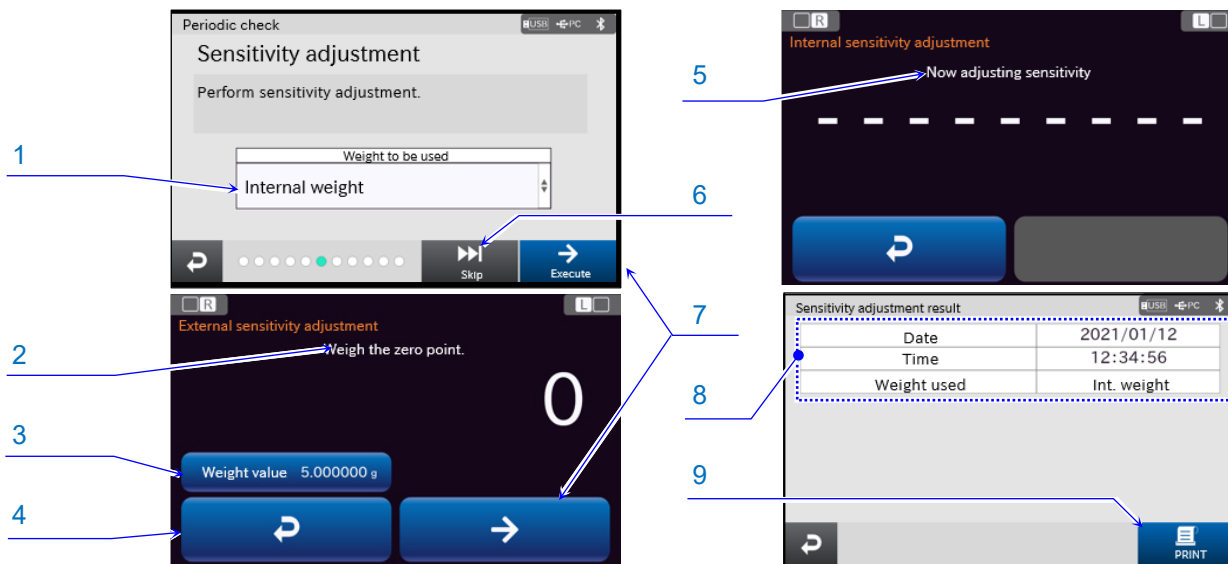 1
2
3
4
5
6
7
8
9
Periodic check
USB PC
Sensitivity adjustment
Perform sensitivity adjustment.
Weight to be used
Internal weight
Skip
Execute
R
L
External sensitivity adjustment
Weigh the zero point.
0
Weight value 5.000000 g
R
L
Internal sensitivity adjustment
Now adjusting sensitivity
Sensitivity adjustment result
USB PC
Date 2021/01/12
Time 12:34:56
Weight used Int. weight
PRINT